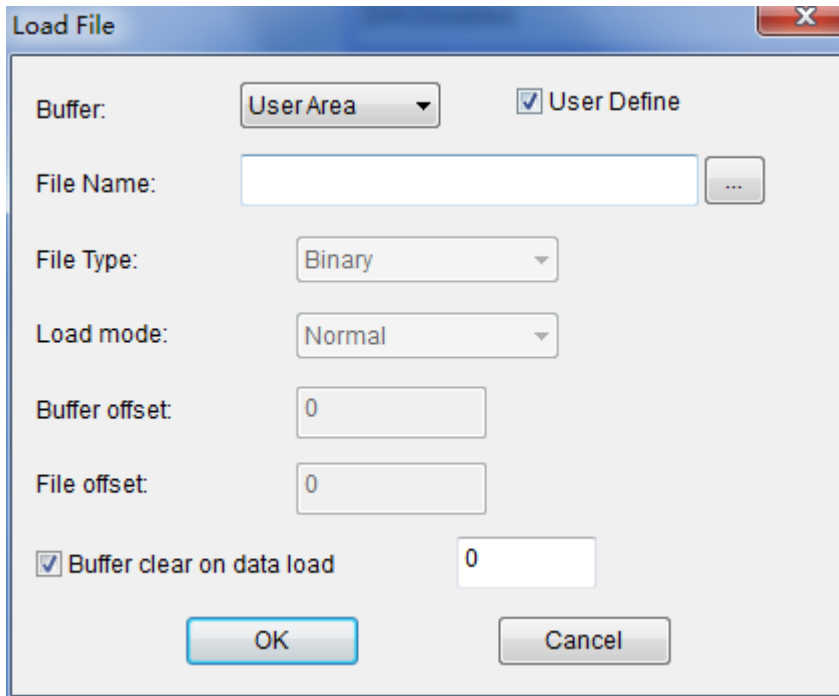 Load File
Buffer:
User Area
User Define
File Name:
...
File Type:
Binary
Load mode:
Normal
Buffer offset:
0
File offset:
0
Buffer clear on data load
0
OK
Cancel